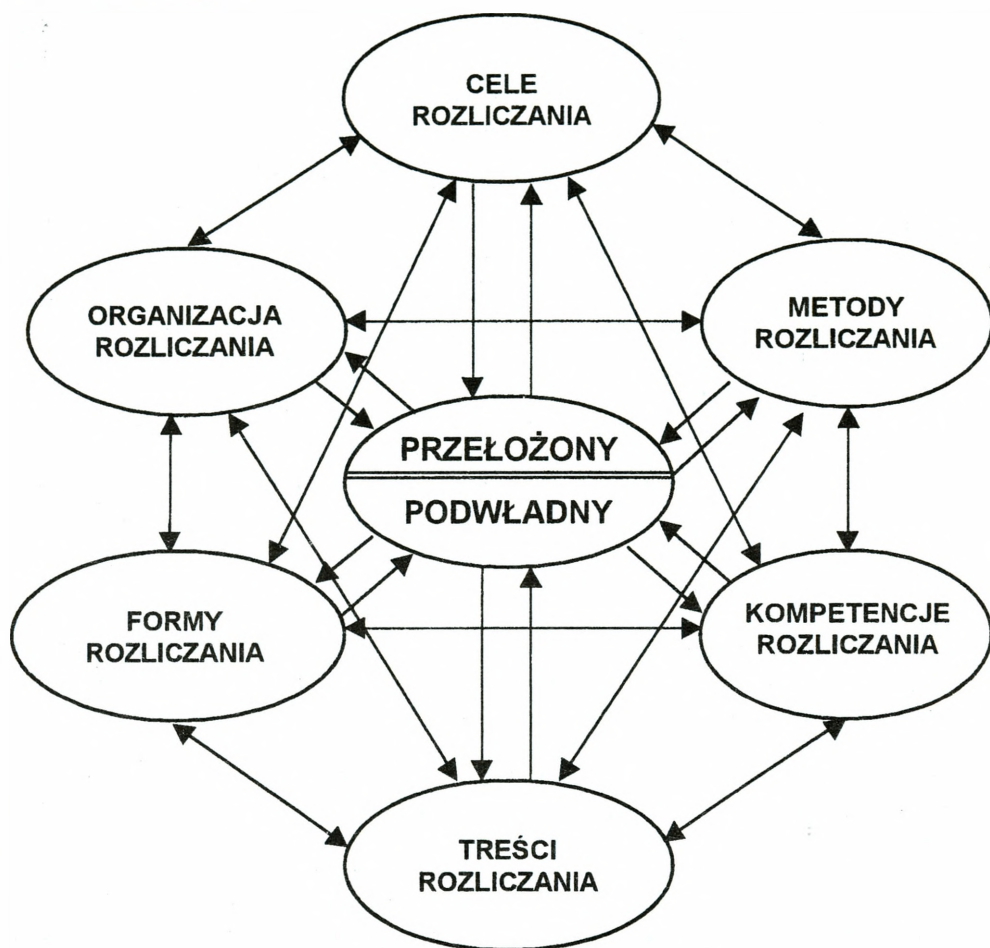 CELE
ROZLICZANIA
ORGANIZACJA
ROZLICZANIA
METODY
ROZLICZANIA
PRZEŁOŻONY
PODWŁADNY
FORMY
ROZLICZANIA
KOMPETENCJE
ROZLICZANIA
TREŚCI
ROZLICZANIA